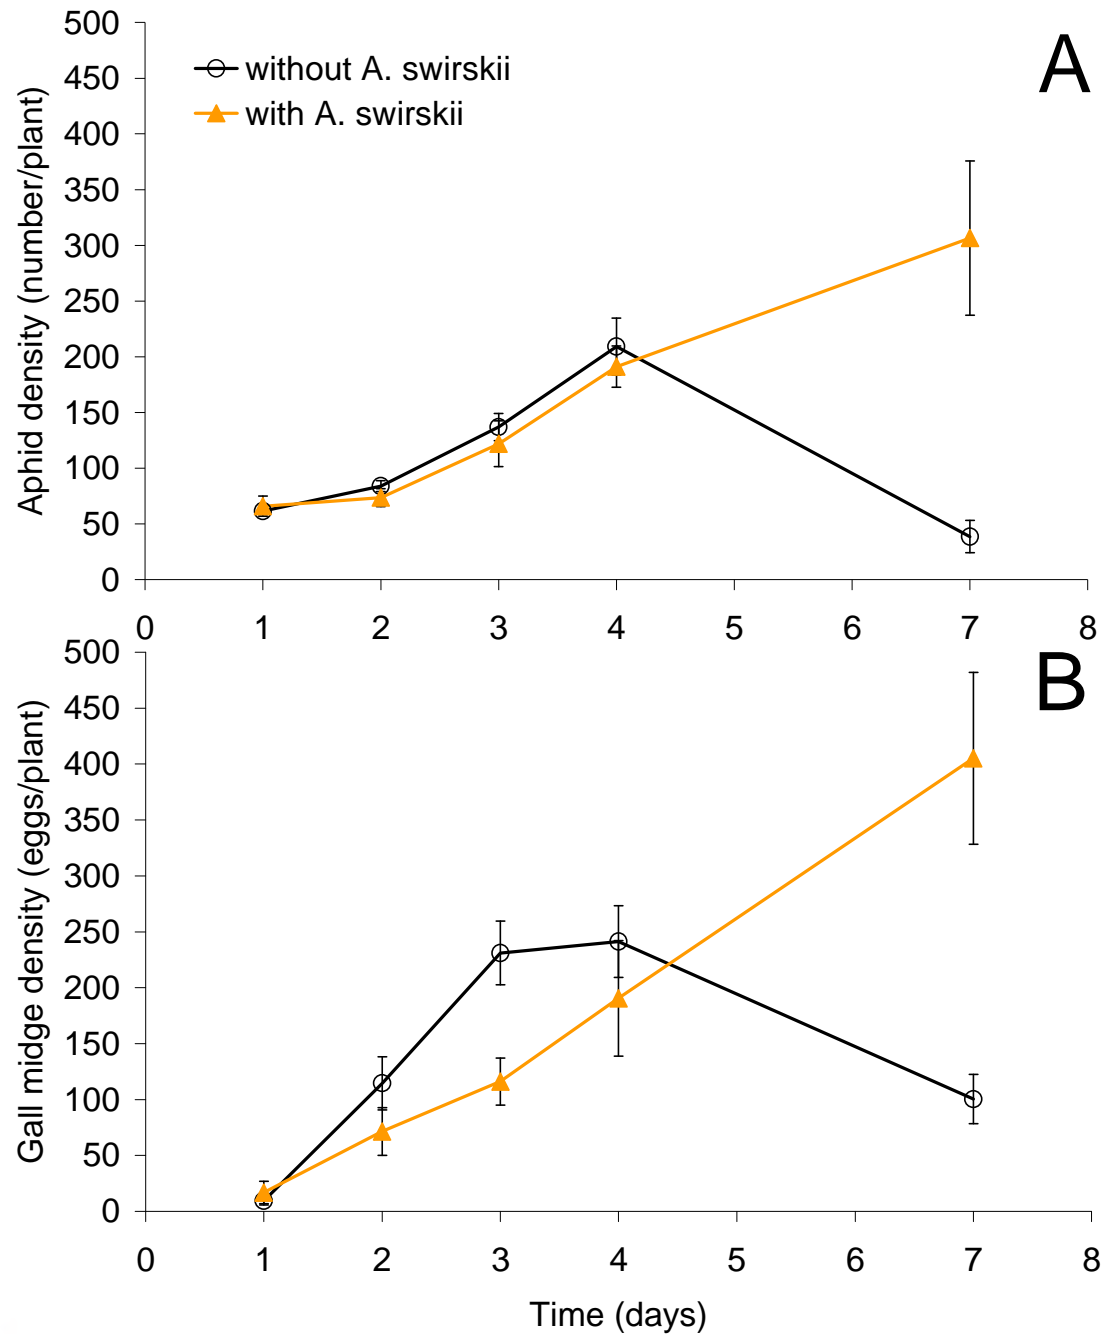 A
Aphid density (number/plant)
500
450
400
350
300
250
200
150
100
50
0
without A. swirskii
with A. swirskii
0 1 2 3 4 5 6 7 8
B
Gall midge density (eggs/plant)
500
450
400
350
300
250
200
150
100
50
0
0 1 2 3 4 5 6 7 8
Time (days)